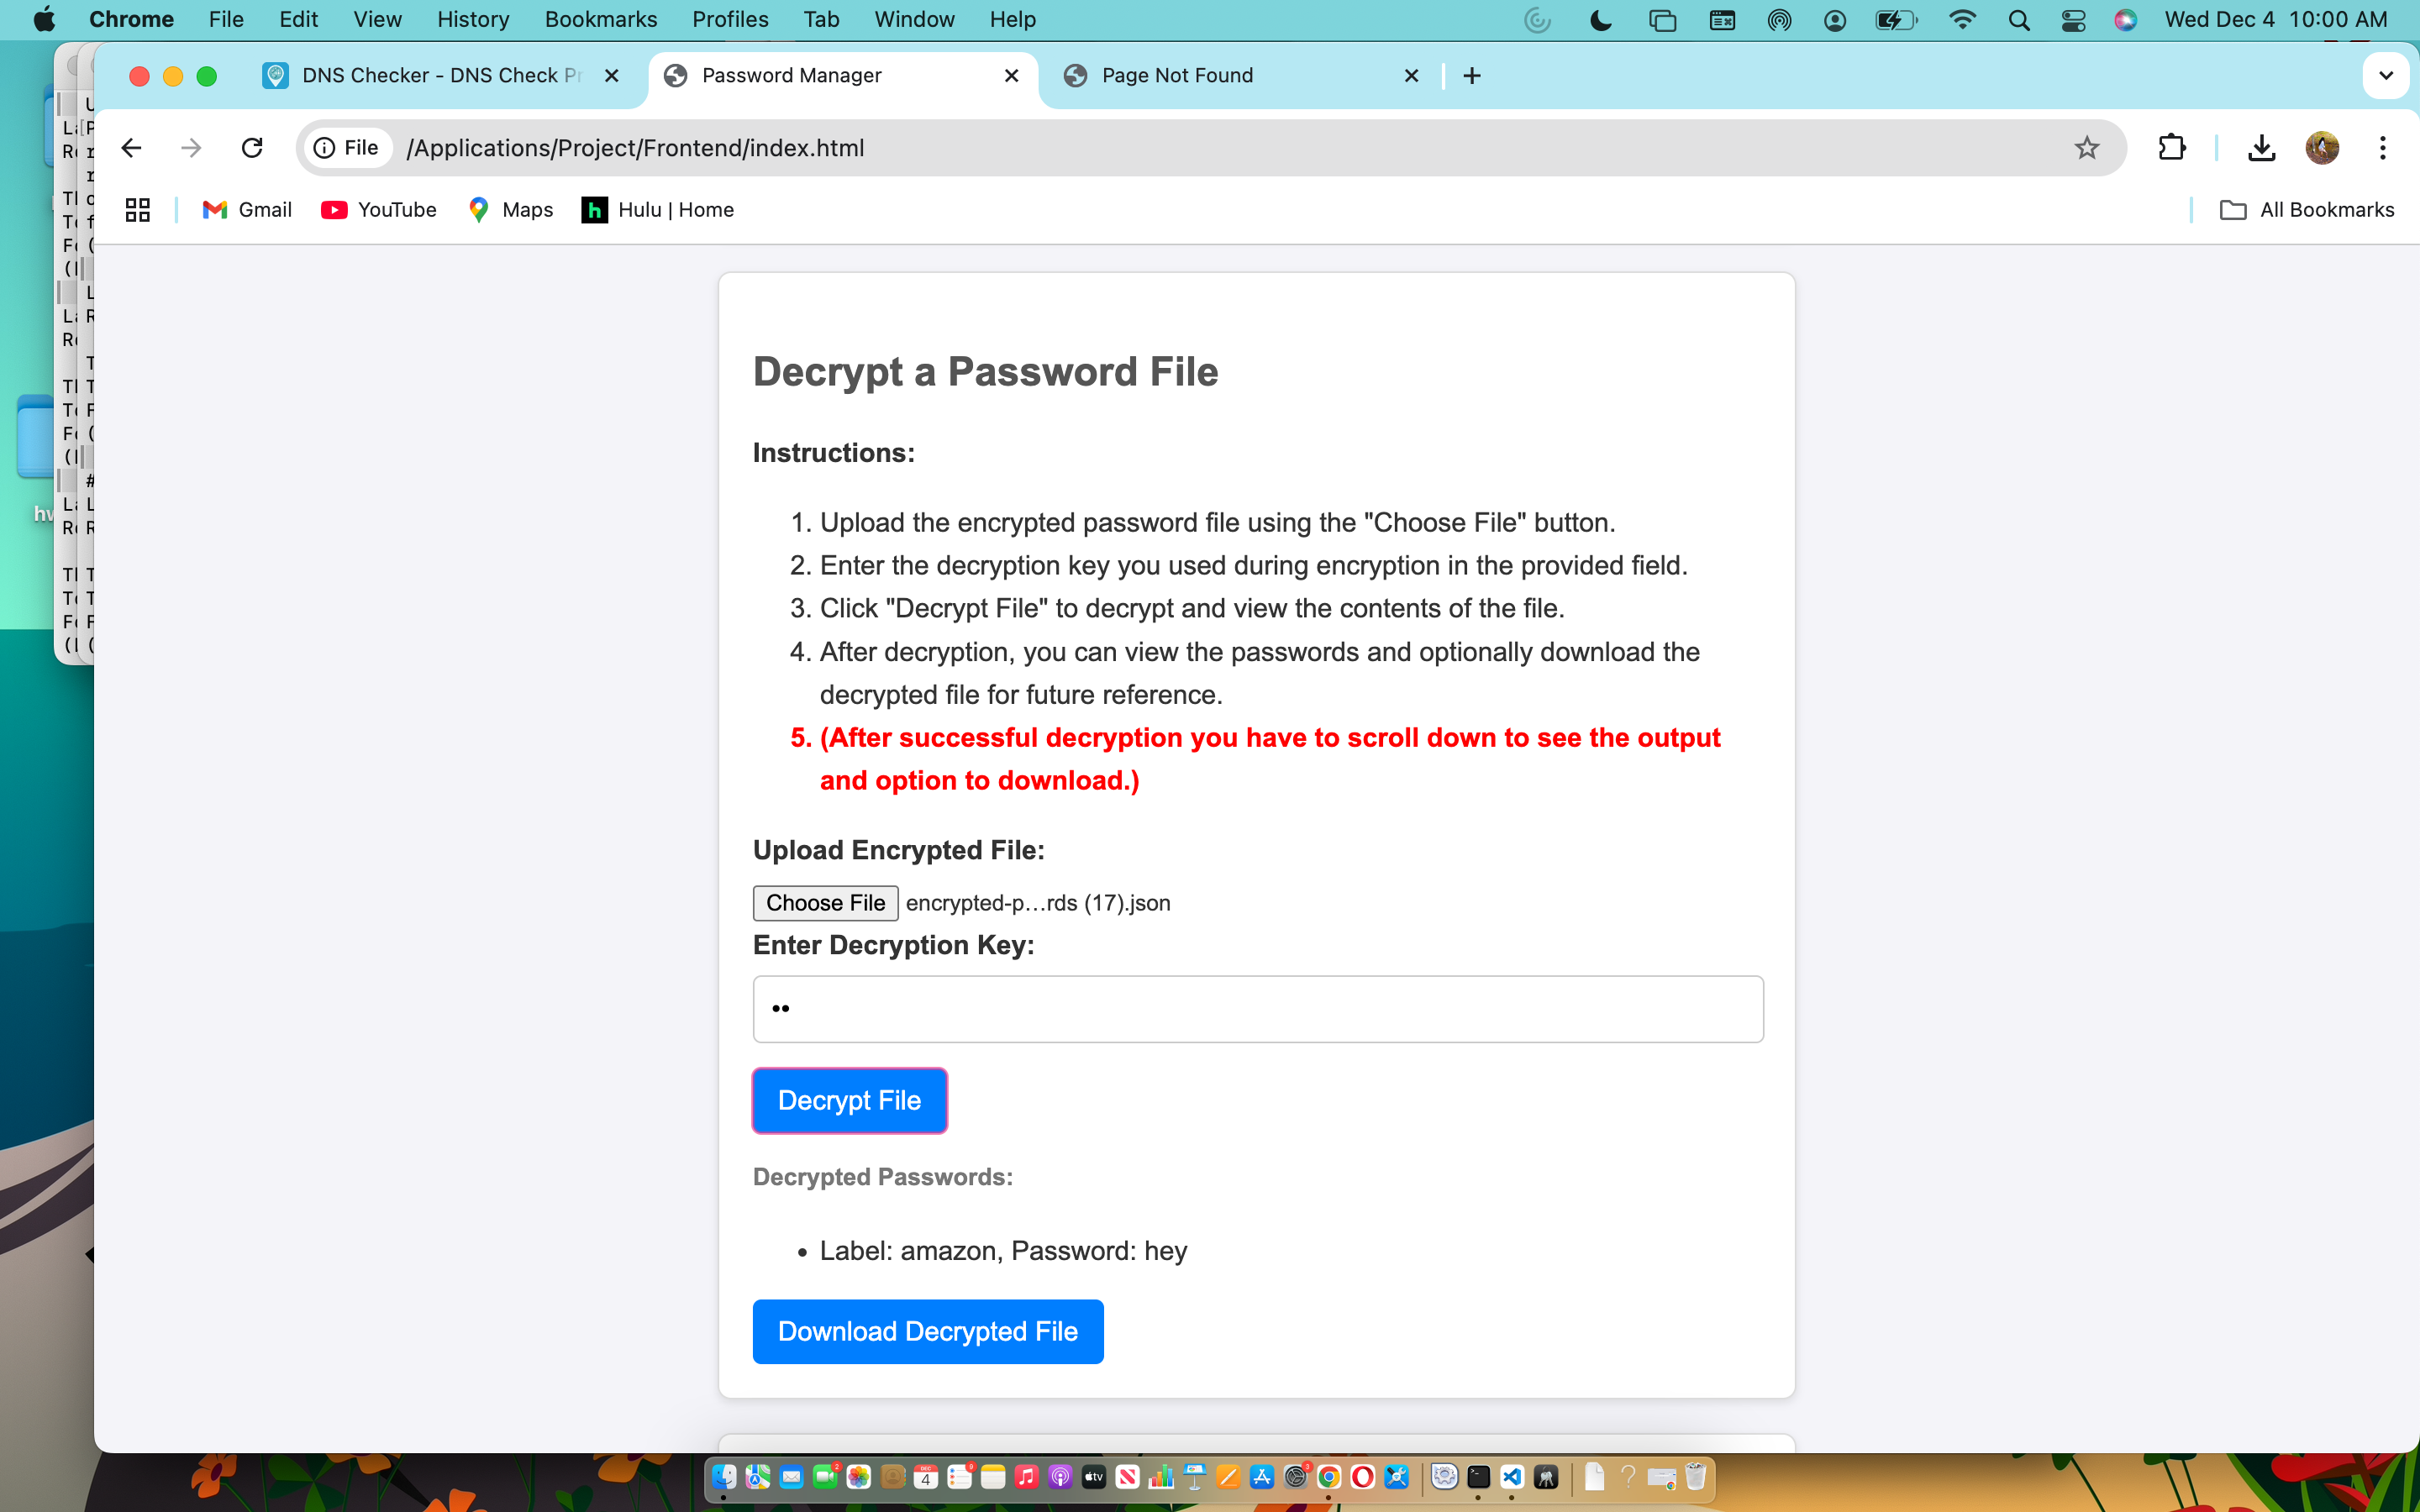 Chrome File Edit View History Bookmarks Profiles Tab Window Help Wed Dec 4 10:00 AM
DNS Checker - DNS Check Pr Password Manager Page Not Found
File /Applications/Project/Frontend/index.html
Gmail YouTube Maps h Hulu | Home All Bookmarks
Decrypt a Password File
Instructions:
1. Upload the encrypted password file using the "Choose File" button.
2. Enter the decryption key you used during encryption in the provided field.
3. Click "Decrypt File" to decrypt and view the contents of the file.
4. After decryption, you can view the passwords and optionally download the
decrypted file for future reference.
5. (After successful decryption you have to scroll down to see the output
and option to download.)
Upload Encrypted File:
Choose File encrypted-p...rds (17).json
Enter Decryption Key:
••
Decrypt File
Decrypted Passwords:
• Label: amazon, Password: hey
Download Decrypted File